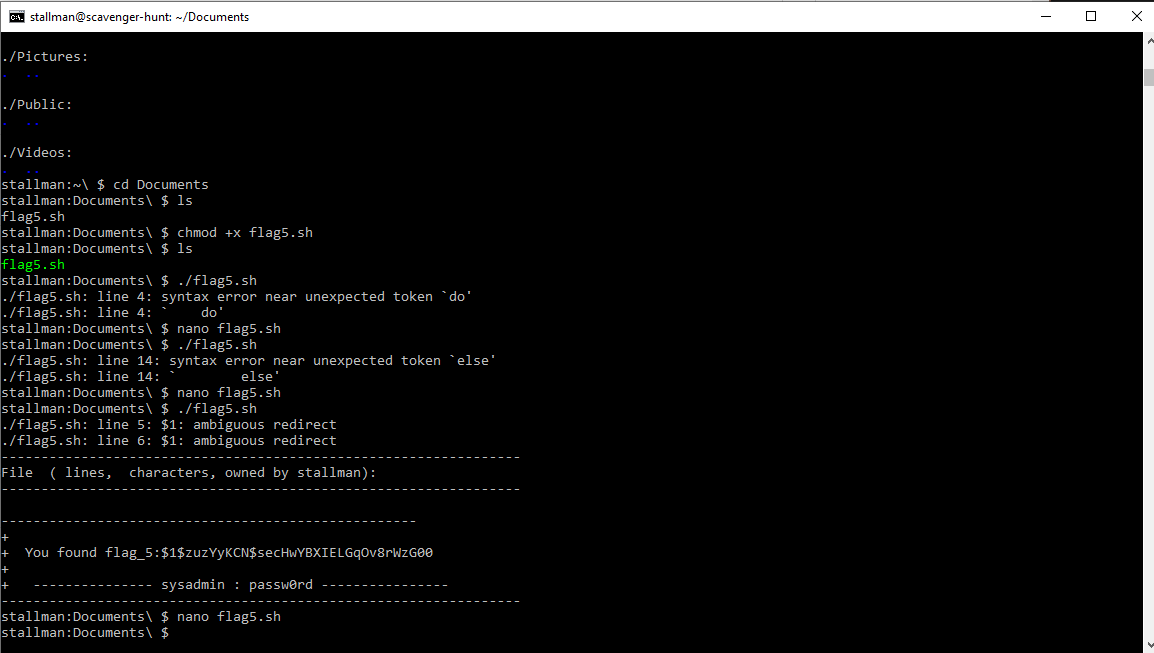 stallman@scavenger-hunt: ~/Documents
./Pictures:
.  ..
./Public:
.  ..
./Videos:
.  ..
stallman:~\ $ cd Documents
stallman:Documents\ $ ls
flag5.sh
stallman:Documents\ $ chmod +x flag5.sh
stallman:Documents\ $ ls
flag5.sh
stallman:Documents\ $ ./flag5.sh
./flag5.sh: line 4: syntax error near unexpected token `do'
./flag5.sh: line 4: `    do'
stallman:Documents\ $ nano flag5.sh
stallman:Documents\ $ ./flag5.sh
./flag5.sh: line 14: syntax error near unexpected token `else'
./flag5.sh: line 14: `        else'
stallman:Documents\ $ nano flag5.sh
stallman:Documents\ $ ./flag5.sh
./flag5.sh: line 5: $1: ambiguous redirect
./flag5.sh: line 6: $1: ambiguous redirect
-----------------------------------------------------------------
File  ( lines,  characters, owned by stallman):
-----------------------------------------------------------------
----------------------------------------------------
+
+  You found flag_5:$1$zuzYyKCN$secHwYBXIELGqOv8rWzG00
+
+   --------------- sysadmin : passw0rd ----------------
-----------------------------------------------------------------
stallman:Documents\ $ nano flag5.sh
stallman:Documents\ $